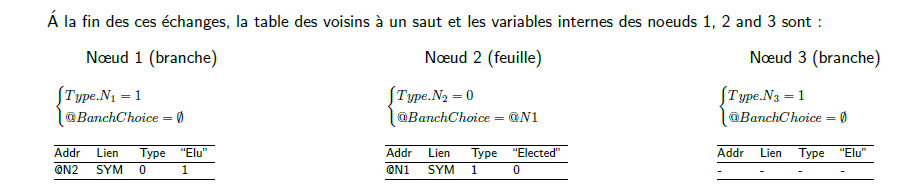 Á la fin des ces échanges, la table des voisins à un saut et les variables internes des noeuds 1, 2 and 3 sont :
Nœud 1 (branche)
Type.N₁ = 1
@BanchChoice = ∅
Addr Lien Type “Elu”
@N2 SYM 0 1
Nœud 2 (feuille)
Type.N₂ = 0
@BanchChoice = @N1
Addr Lien Type “Elected”
@N1 SYM 1 0
Nœud 3 (branche)
Type.N₃ = 1
@BanchChoice = ∅
Addr Lien Type “Elu”
- - - -